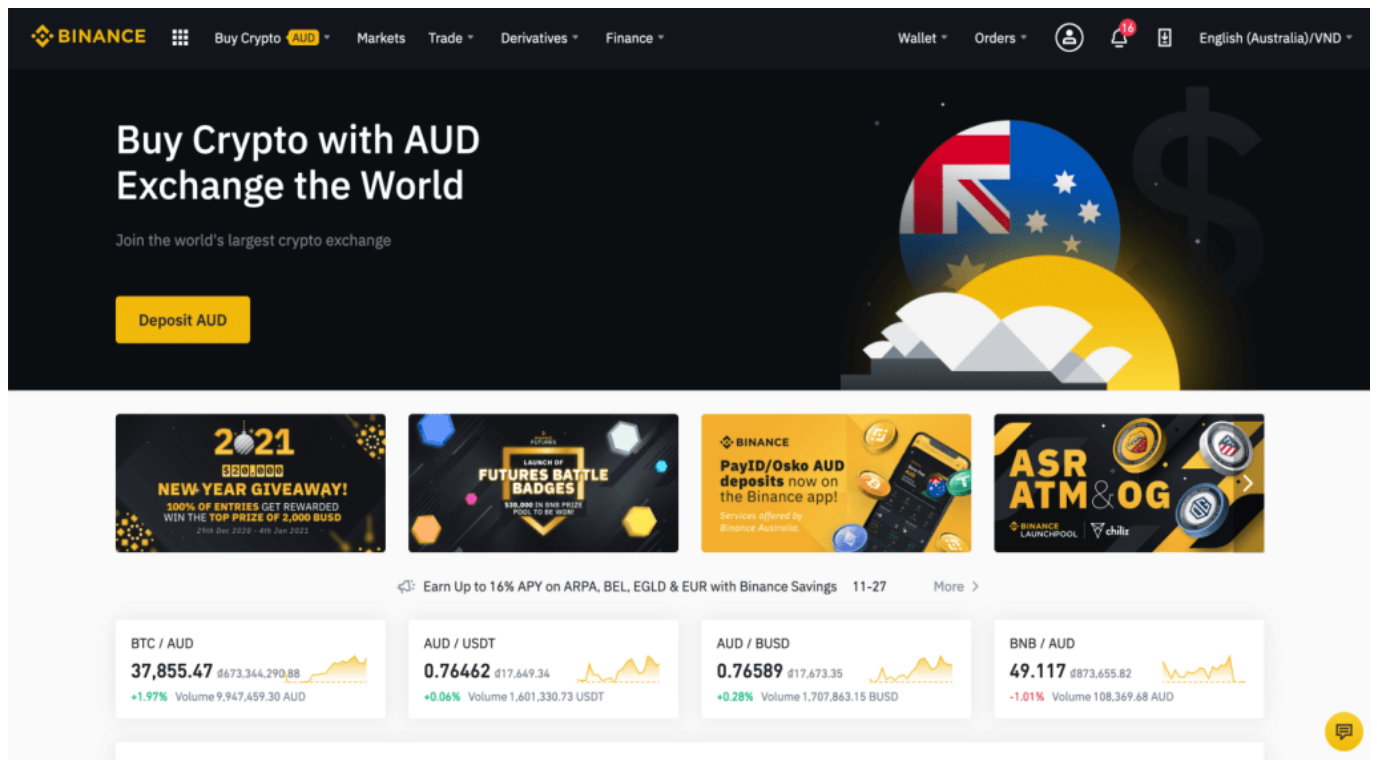 BINANCE
Buy Crypto AUD
Markets
Trade
Derivatives
Finance
Wallet
Orders
16
English (Australia)/VND
Buy Crypto with AUD
Exchange the World
Join the world's largest crypto exchange
Deposit AUD
2021
$20,000
NEW YEAR GIVEAWAY!
100% OF ENTRIES GET REWARDED
WIN THE TOP PRIZE OF 2,000 BUSD
29th Dec 2020 - 4th Jan 2021
BINANCE
FUTURES
LAUNCH OF
FUTURES BATTLE
BADGES
$30,000 IN BNB PRIZE
POOL TO BE WON!
BINANCE
PayID/Osko AUD
deposits now on
the Binance app!
Services offered by
Binance Australia.
ASR
ATM&OG
BINANCE
LAUNCHPOOL
chiliz
Earn Up to 16% APY on ARPA, BEL, EGLD & EUR with Binance Savings 11-27
More
BTC / AUD
37,855.47 ₫673,344,290.88
+1.97% Volume 9,947,459.30 AUD
AUD / USDT
0.76462 ₫17,649.34
+0.06% Volume 1,601,330.73 USDT
AUD / BUSD
0.76589 ₫17,673.35
+0.28% Volume 1,707,863.15 BUSD
BNB / AUD
49.117 ₫873,655.82
-1.01% Volume 108,369.68 AUD